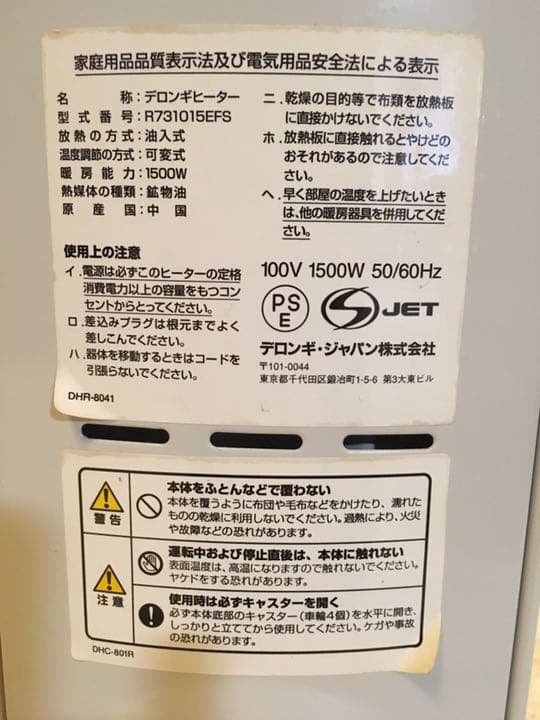 家庭用品品質表示法及び電気用品安全法による表示
名　　　　称：デロンギヒーター
型式番号：R731015EFS
放熱の方式：油入式
温度調節の方式：可変式
暖房能力：1500W
熱媒体の種類：鉱物油
原産国：中国
使用上の注意
イ.電源は必ずこのヒーターの定格
消費電力以上の容量をもつコン
セントからとってください。
ロ.差込みプラグは根元までよく
差しこんでください。
ハ.器体を移動するときはコードを
引張らないでください。
DHR-8041
ニ.乾燥の目的等で布類を放熱板
に直接かけないでください。
ホ.放熱板に直接触れるとやけどの
おそれがあるので注意してくだ
さい。
ヘ.早く部屋の温度を上げたいとき
は、他の暖房器具を併用してくだ
さい。
100V 1500W 50/60Hz
PS
E
JET
デロンギ・ジャパン株式会社
〒101-0044
東京都千代田区鍛冶町1-5-6 第3大東ビル
警告
本体をふとんなどで覆わない
本体を覆うように布団や毛布などをかけたり、濡れた
ものの乾燥に利用しないでください。過熱により、火災
や故障などの恐れがあります。
注意
運転中および停止直後は、本体に触れない
表面温度は、高温になりますので触れないでください。
ヤケドをする恐れがあります。
使用時は必ずキャスターを開く
必ず本体底部のキャスター(車輪4個)を水平に開き、
しっかりと立ててから使用してください。ケガや事故
の恐れがあります。
DHC-801R